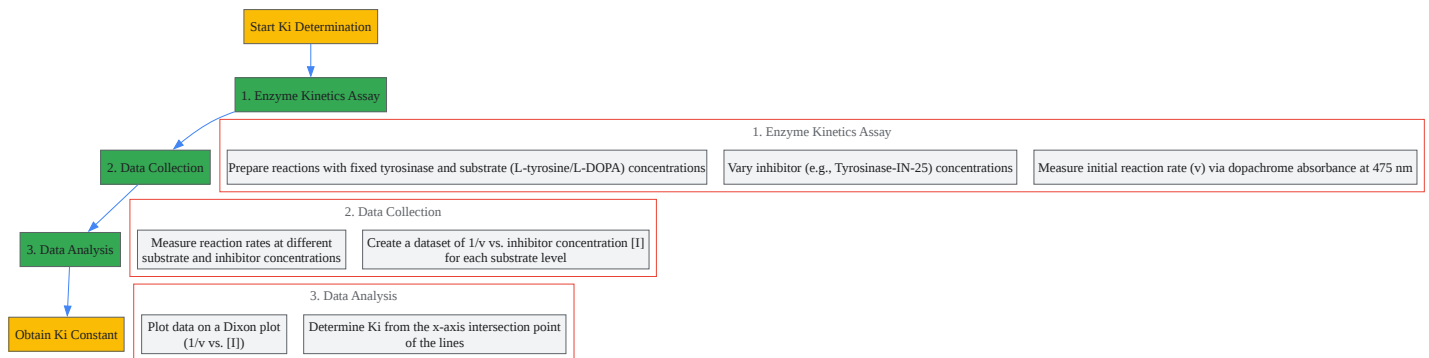 Start Ki Determination
1. Enzyme Kinetics Assay
1. Enzyme Kinetics Assay
Prepare reactions with fixed tyrosinase and substrate (L-tyrosine/L-DOPA) concentrations
Vary inhibitor (e.g., Tyrosinase-IN-25) concentrations
Measure initial reaction rate (v) via dopachrome absorbance at 475 nm
2. Data Collection
2. Data Collection
Measure reaction rates at different
substrate and inhibitor concentrations
Create a dataset of 1/v vs. inhibitor concentration [I]
for each substrate level
3. Data Analysis
3. Data Analysis
Plot data on a Dixon plot
(1/v vs. [I])
Determine Ki from the x-axis intersection point
of the lines
Obtain Ki Constant